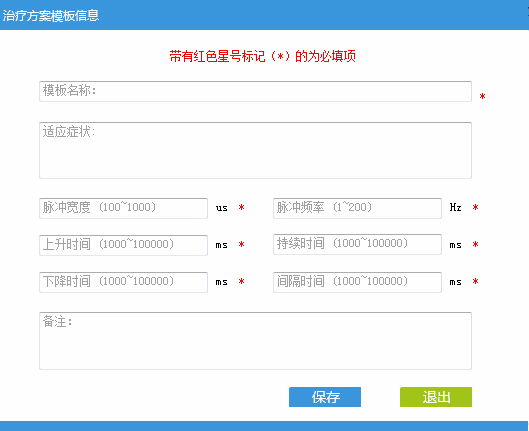 治疗方案模板信息
带有红色星号标记（*）的为必填项
模板名称: *
适应症状:
脉冲宽度 (100~1000) us * 脉冲频率 (1~200) Hz *
上升时间 (1000~100000) ms * 持续时间 (1000~100000) ms *
下降时间 (1000~100000) ms * 间隔时间 (1000~100000) ms *
备注:
保存 退出